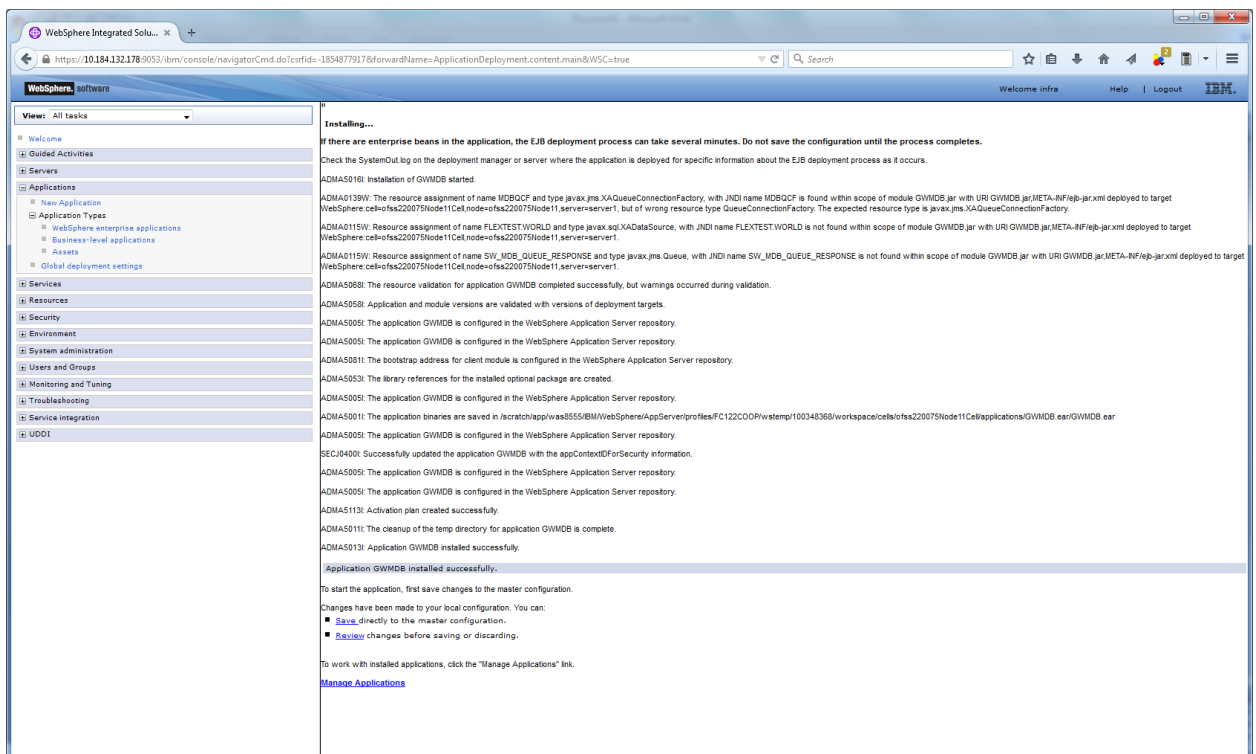 WebSphere Integrated Solu...
https://10.184.132.178:9053/ibm/console/navigatorCmd.do?csrfid=-1854877917&forwardName=ApplicationDeployment.content.main&WSC=true
Search
2
WebSphere. software
Welcome infra
Help | Logout
IBM.
View: All tasks
Welcome
Guided Activities
Servers
Applications
New Application
Application Types
WebSphere enterprise applications
Business-level applications
Assets
Global deployment settings
Services
Resources
Security
Environment
System administration
Users and Groups
Monitoring and Tuning
Troubleshooting
Service integration
UDDI
"
Installing...
If there are enterprise beans in the application, the EJB deployment process can take several minutes. Do not save the configuration until the process completes.
Check the SystemOut.log on the deployment manager or server where the application is deployed for specific information about the EJB deployment process as it occurs.
ADMA5016I: Installation of GWMDB started.
ADMA0139W: The resource assignment of name MDBQCF and type javax.jms.XAQueueConnectionFactory, with JNDI name MDBQCF is found within scope of module GWMDB.jar with URI GWMDB.jar,META-INF/ejb-jar.xml deployed to target
WebSphere:cell=ofss220075Node11Cell,node=ofss220075Node11,server=server1, but of wrong resource type QueueConnectionFactory. The expected resource type is javax.jms.XAQueueConnectionFactory.
ADMA0115W: Resource assignment of name FLEXTEST.WORLD and type javax.sql.XADataSource, with JNDI name FLEXTEST.WORLD is not found within scope of module GWMDB.jar with URI GWMDB.jar,META-INF/ejb-jar.xml deployed to target
WebSphere:cell=ofss220075Node11Cell,node=ofss220075Node11,server=server1.
ADMA0115W: Resource assignment of name SW_MDB_QUEUE_RESPONSE and type javax.jms.Queue, with JNDI name SW_MDB_QUEUE_RESPONSE is not found within scope of module GWMDB.jar with URI GWMDB.jar,META-INF/ejb-jar.xml deployed to target
WebSphere:cell=ofss220075Node11Cell,node=ofss220075Node11,server=server1.
ADMA5068I: The resource validation for application GWMDB completed successfully, but warnings occurred during validation.
ADMA5058I: Application and module versions are validated with versions of deployment targets.
ADMA5005I: The application GWMDB is configured in the WebSphere Application Server repository.
ADMA5005I: The application GWMDB is configured in the WebSphere Application Server repository.
ADMA5081I: The bootstrap address for client module is configured in the WebSphere Application Server repository.
ADMA5053I: The library references for the installed optional package are created.
ADMA5005I: The application GWMDB is configured in the WebSphere Application Server repository.
ADMA5001I: The application binaries are saved in /scratch/app/was8555/IBM/WebSphere/AppServer/profiles/FC122COOP/wstemp/100348368/workspace/cells/ofss220075Node11Cell/applications/GWMDB.ear/GWMDB.ear
ADMA5005I: The application GWMDB is configured in the WebSphere Application Server repository.
SECJ0400I: Successfully updated the application GWMDB with the appContextIDForSecurity information.
ADMA5005I: The application GWMDB is configured in the WebSphere Application Server repository.
ADMA5005I: The application GWMDB is configured in the WebSphere Application Server repository.
ADMA5113I: Activation plan created successfully.
ADMA5011I: The cleanup of the temp directory for application GWMDB is complete.
ADMA5013I: Application GWMDB installed successfully.
Application GWMDB installed successfully.
To start the application, first save changes to the master configuration.
Changes have been made to your local configuration. You can:
Save directly to the master configuration.
Review changes before saving or discarding.
To work with installed applications, click the "Manage Applications" link.
Manage Applications